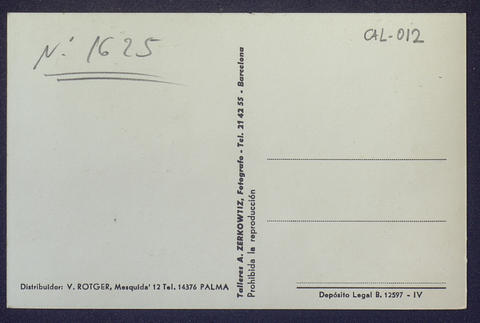 Nº 1625
CAL-012
Talleres A. ZERKOWTIZ, Fotografo - Tel. 21 42 55 - Barcelona
Prohibida la reproducción
Distribuidor: V. ROTGER, Mesquida' 12 Tel. 14376 PALMA
Depósito Legal B. 12597 - IV